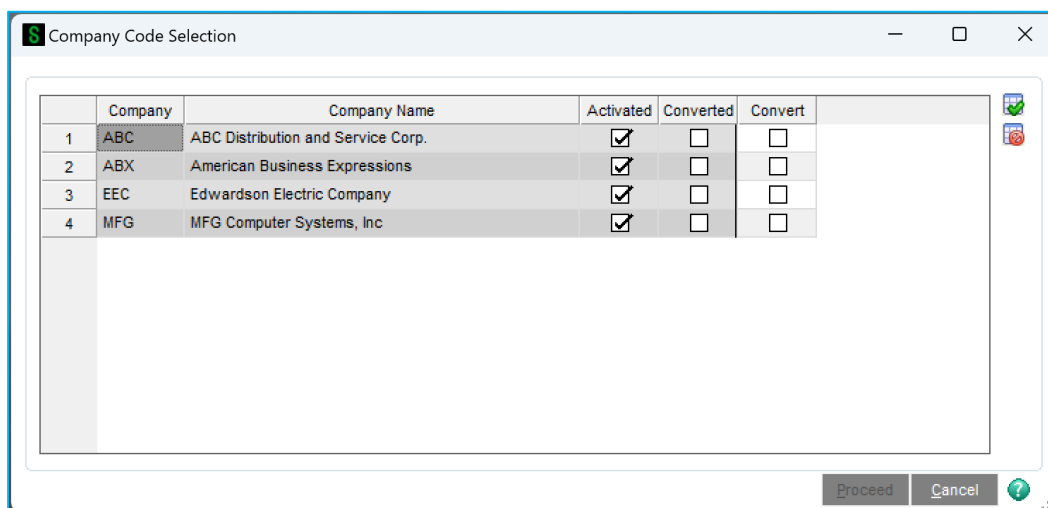 S Company Code Selection
Company Company Name Activated Converted Convert
1 ABC ABC Distribution and Service Corp.
2 ABX American Business Expressions
3 EEC Edwardson Electric Company
4 MFG MFG Computer Systems, Inc
Proceed Cancel ?